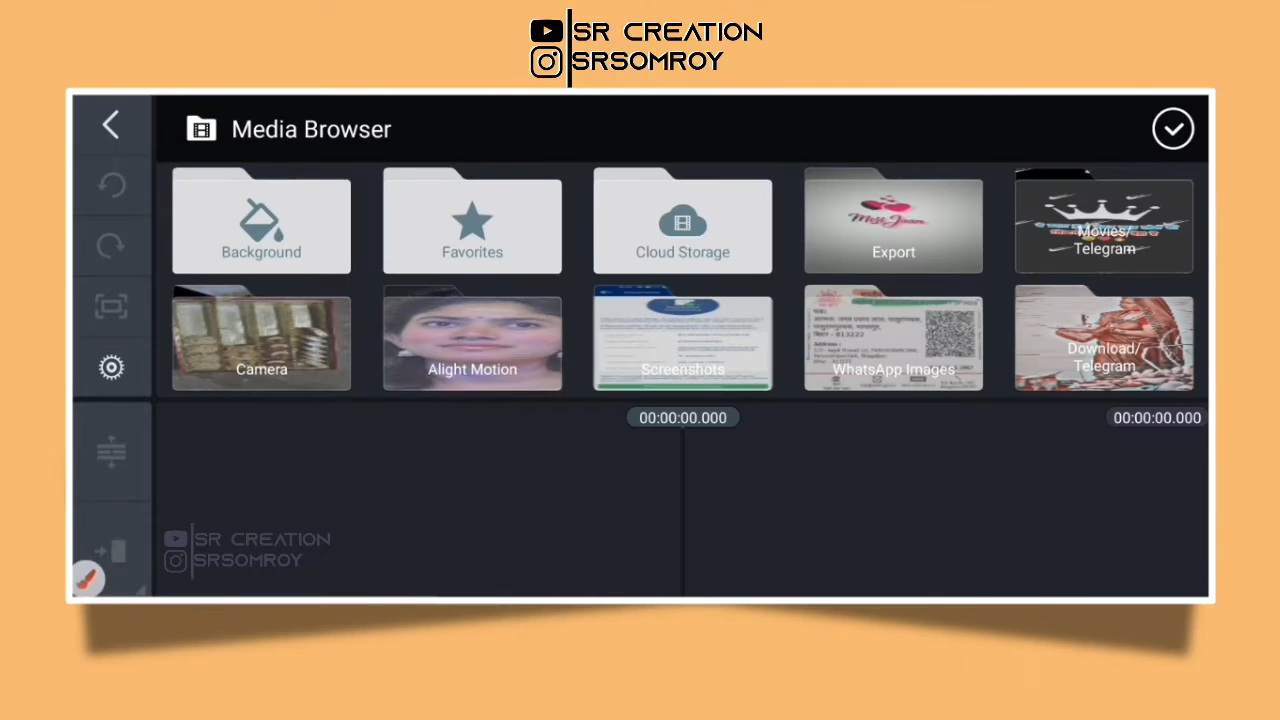 SR CREATION
SRSOMROY
Media Browser
Background
Favorites
Cloud Storage
Export
Movies/
Telegram
Camera
Alight Motion
Screenshots
WhatsApp Images
Download/
Telegram
00:00:00.000
00:00:00.000
SR CREATION
SRSOMROY